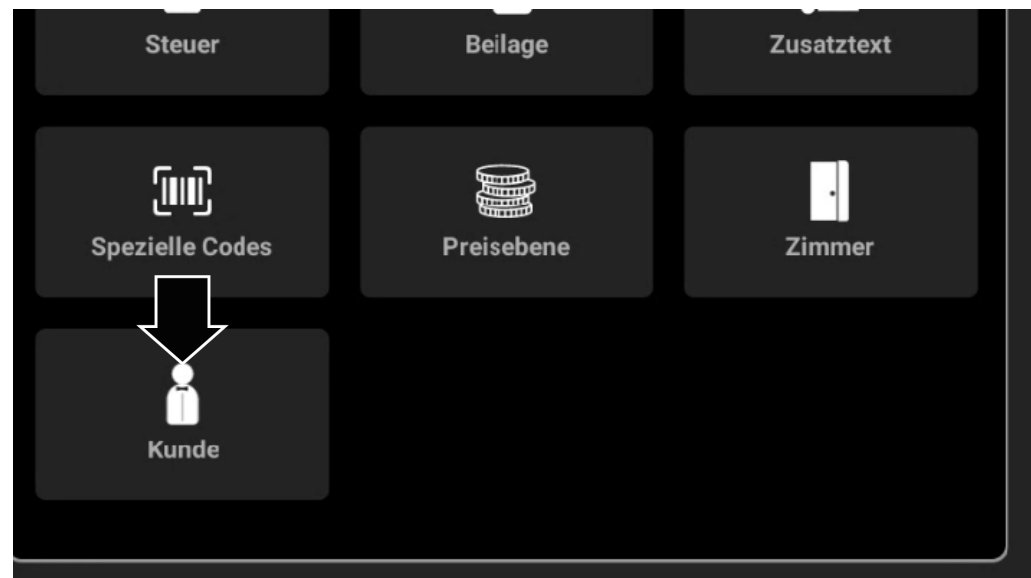 Steuer
Beilage
Zusatztext
Spezielle Codes
Preisebene
Zimmer
Kunde